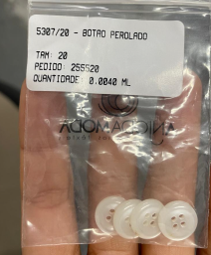 5307/20 - BOTAO PEROLADO
TAM: 20
PEDIDO: 255520
QUANTIDADE: 0.0040 ML